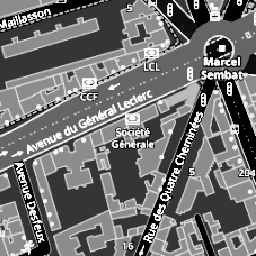 Maillasson
5
LCL
Marcel
Sembat
CCF
Avenue du Général Leclerc
Société
Générale
Rue des Quatre Cheminées
5
204
Avenue Desfeux
16